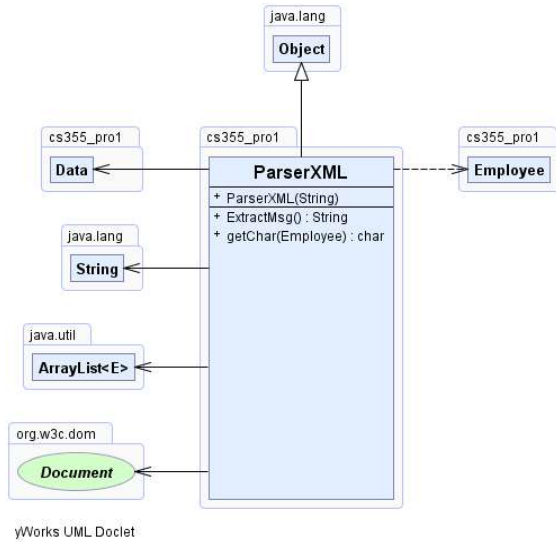 java.lang
Object
cs355_pro1
Data
cs355_pro1
ParserXML
+ ParserXML(String)
+ ExtractMsg() : String
+ getChar(Employee) : char
cs355_pro1
Employee
java.lang
String
java.util
ArrayList<E>
org.w3c.dom
Document
yWorks UML Doclet